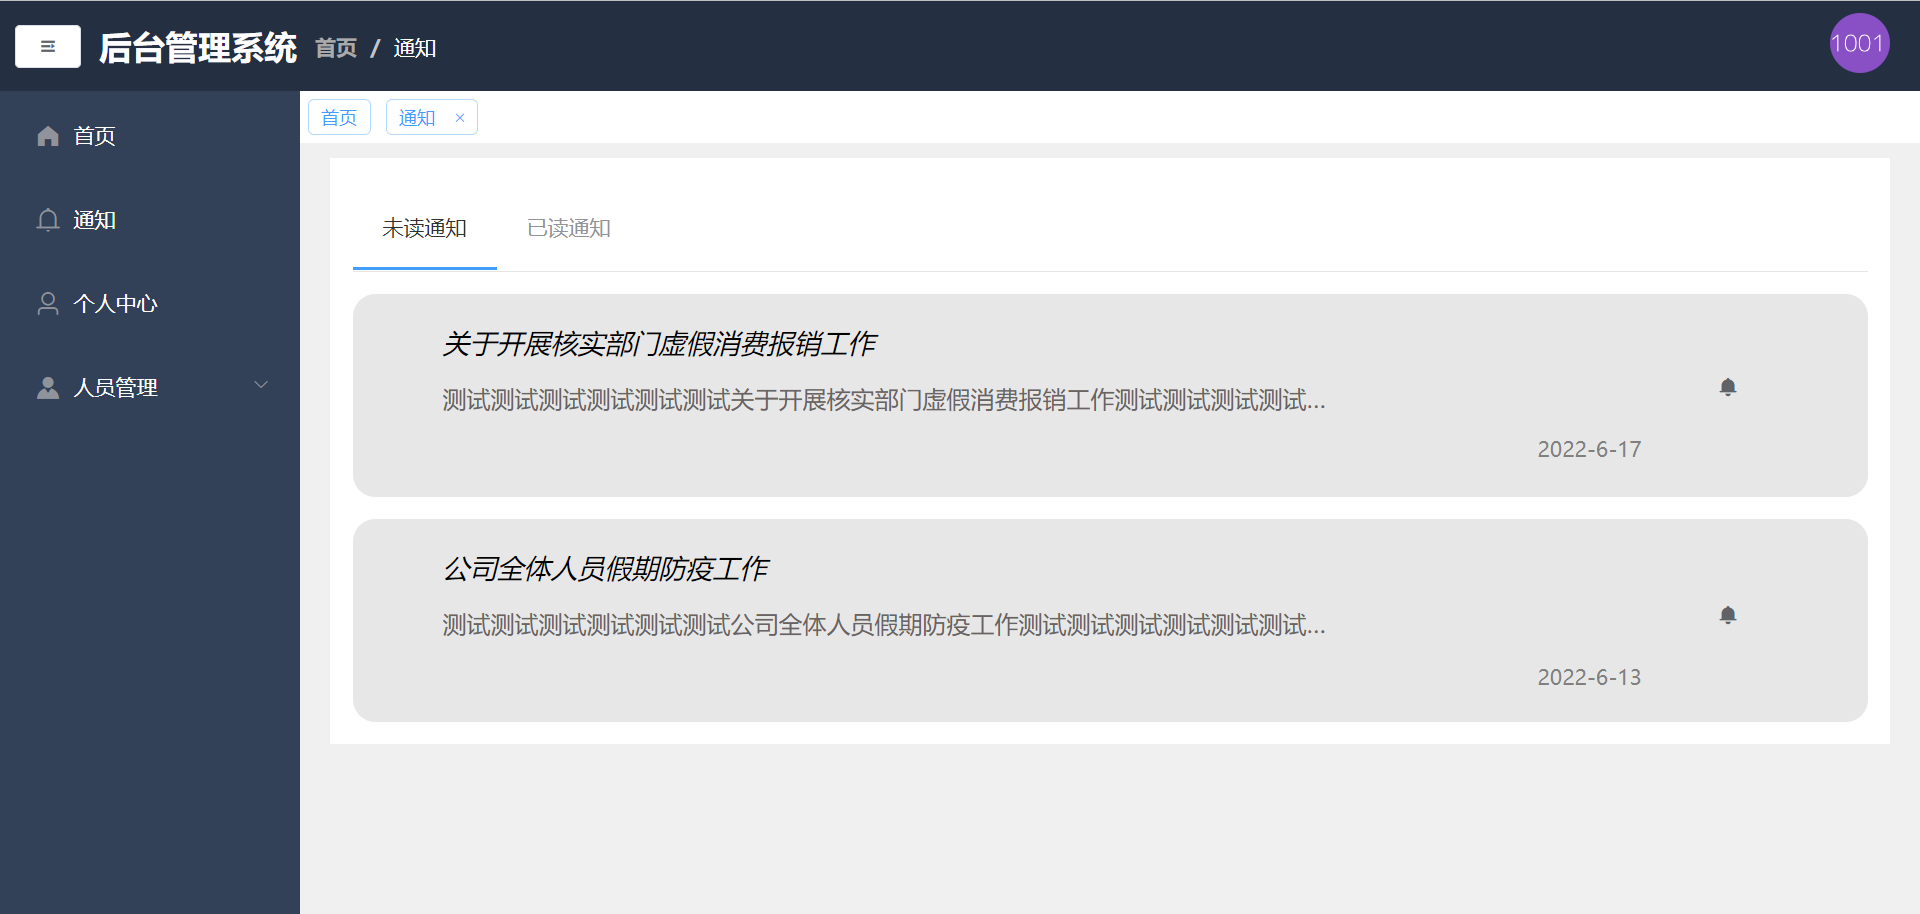 后台管理系统 首页 / 通知
1001
首页
通知
个人中心
人员管理
首页 通知 ×
未读通知 已读通知
关于开展核实部门虚假消费报销工作
测试测试测试测试测试测试关于开展核实部门虚假消费报销工作测试测试测试测试...
2022-6-17
公司全体人员假期防疫工作
测试测试测试测试测试测试公司全体人员假期防疫工作测试测试测试测试测试测试...
2022-6-13